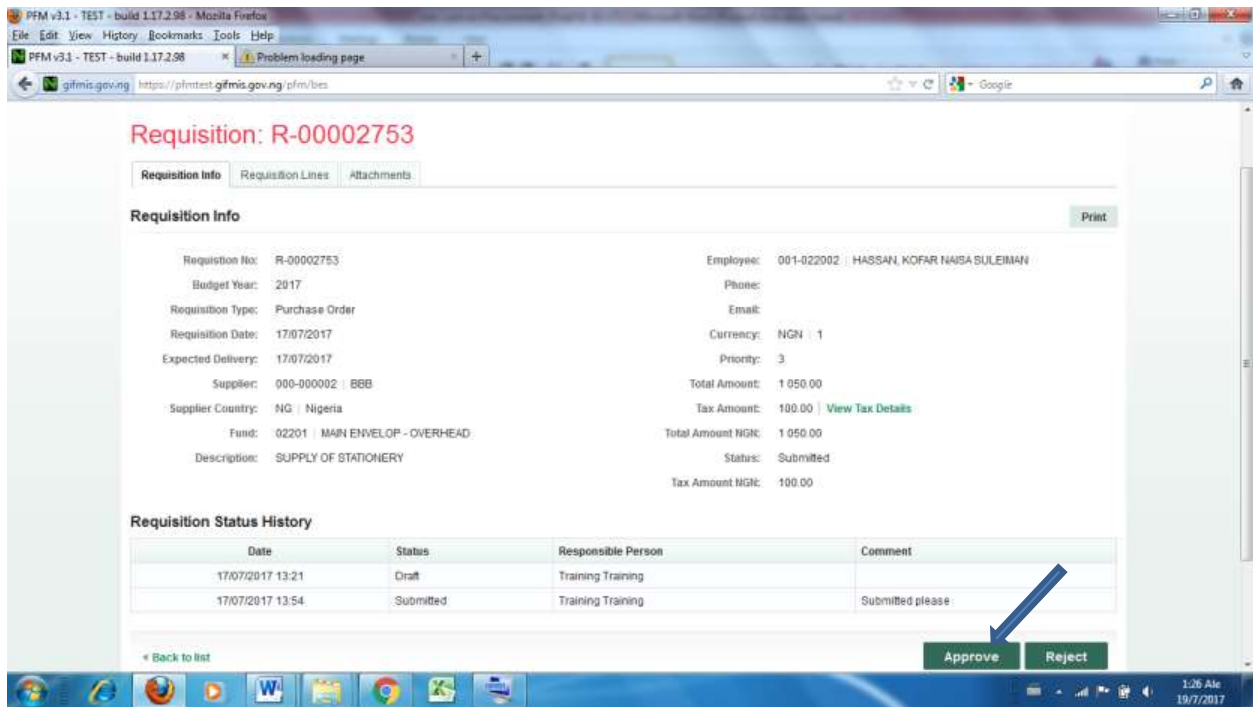 PFM v3.1 - TEST - build 1.17.2.98 - Mozilla Firefox
File Edit View History Bookmarks Tools Help
PFM v3.1 - TEST - build 1.17.2.98 × Problem loading page × +
gifmis.gov.ng https://pfmtest.gifmis.gov.ng/pfm/bes Google
Requisition: R-00002753
Requisition Info Requisition Lines Attachments
Requisition Info Print
Requistion No: R-00002753 Employee: 001-022002 | HASSAN, KOFAR NAISA SULEIMAN
Budget Year: 2017 Phone:
Requisition Type: Purchase Order Email:
Requisition Date: 17/07/2017 Currency: NGN | 1
Expected Delivery: 17/07/2017 Priority: 3
Supplier: 000-000002 | BBB Total Amount: 1 050.00
Supplier Country: NG | Nigeria Tax Amount: 100.00 | View Tax Details
Fund: 02201 | MAIN ENVELOP - OVERHEAD Total Amount NGN: 1 050.00
Description: SUPPLY OF STATIONERY Status: Submitted
Tax Amount NGN: 100.00
Requisition Status History
Date Status Responsible Person Comment
17/07/2017 13:21 Draft Training Training
17/07/2017 13:54 Submitted Training Training Submitted please
« Back to list Approve Reject
1:26 Ale
19/7/2017